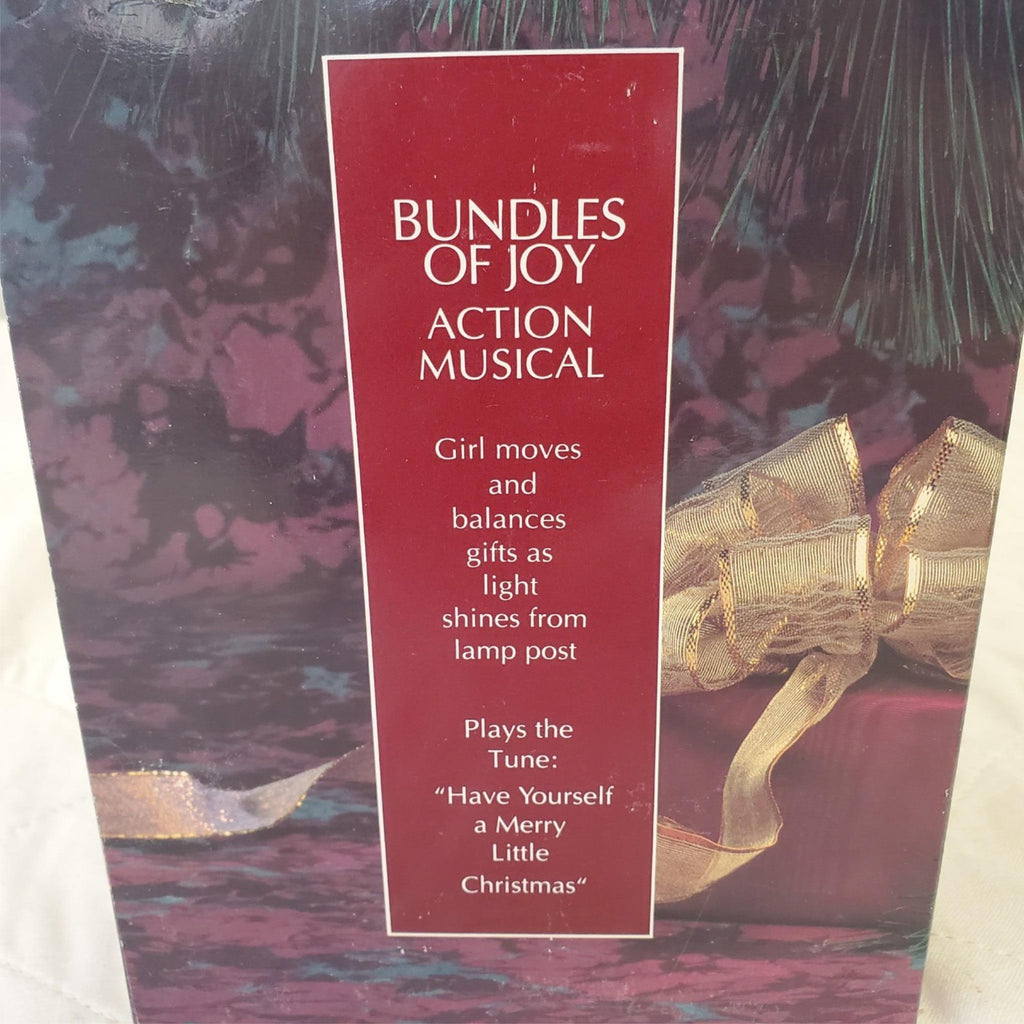 BUNDLES
OF JOY
ACTION
MUSICAL
Girl moves
and
balances
gifts as
light
shines from
lamp post
Plays the
Tune:
“Have Yourself
a Merry
Little
Christmas“